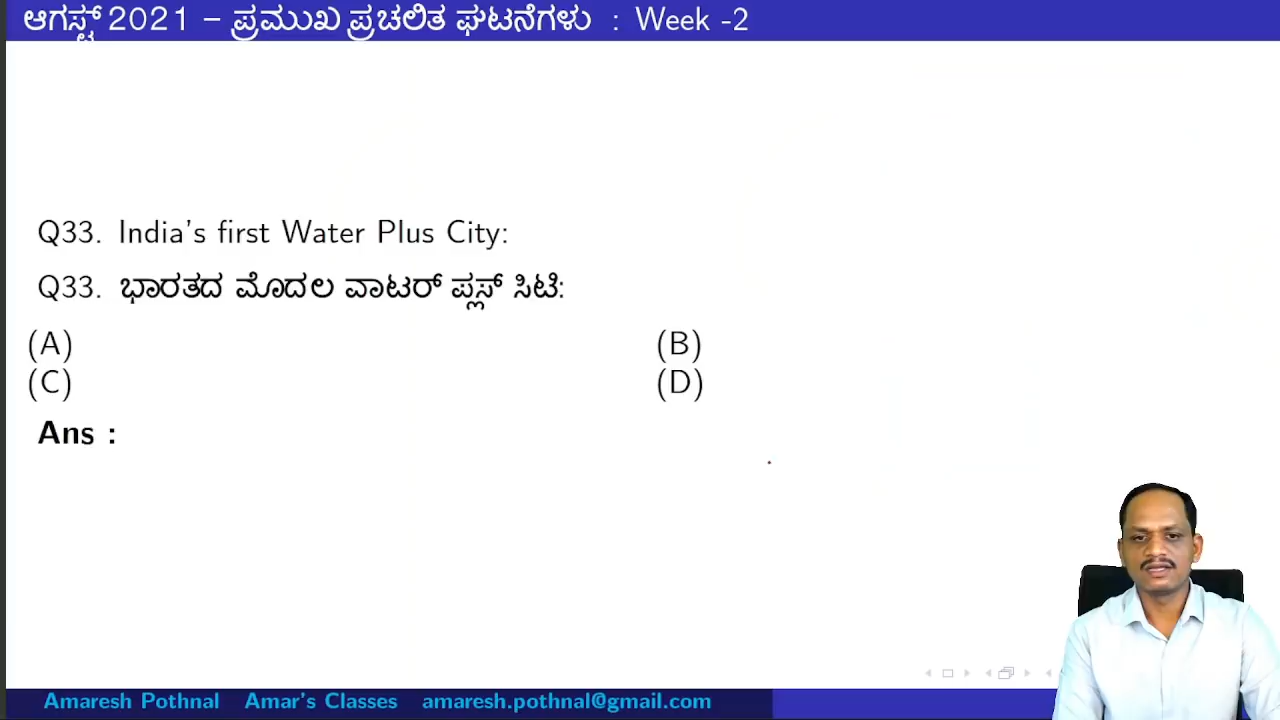 ಆಗಸ್ಟ್ 2021 – ಪ್ರಮುಖ ಪ್ರಚಲಿತ ಘಟನೆಗಳು : Week -2
Q33. India's first Water Plus City:
Q33. ಭಾರತದ ಮೊದಲ ವಾಟರ್ ಪ್ಲಸ್ ಸಿಟಿ:
(A) (B)
(C) (D)
Ans :
Amaresh Pothnal Amar's Classes amaresh.pothnal@gmail.com